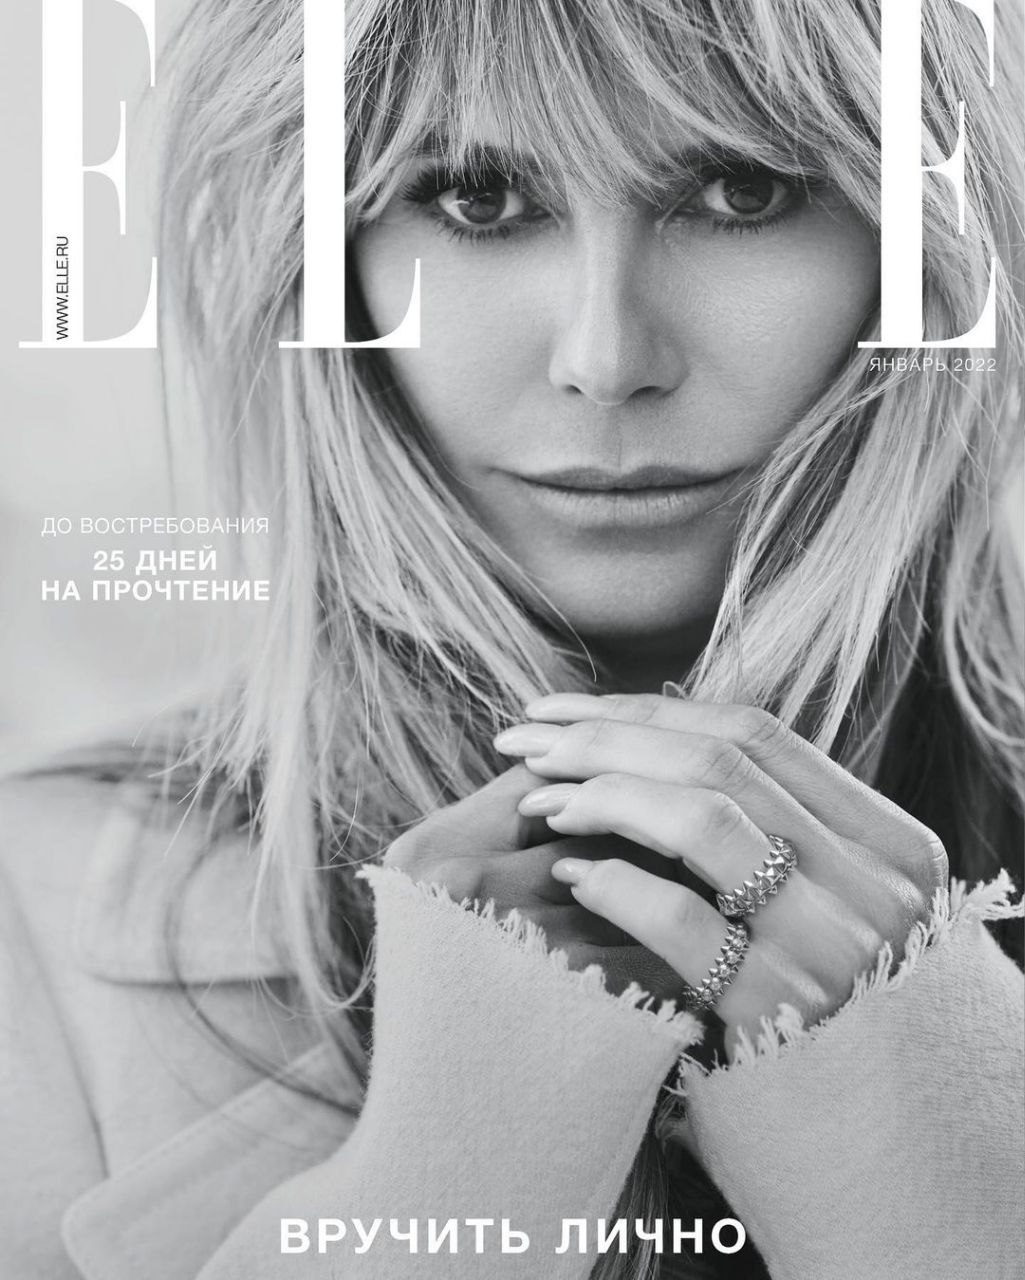 ELLE
WWW.ELLE.RU
ЯНВАРЬ 2022
ДО ВОСТРЕБОВАНИЯ
25 ДНЕЙ
НА ПРОЧТЕНИЕ
ВРУЧИТЬ ЛИЧНО